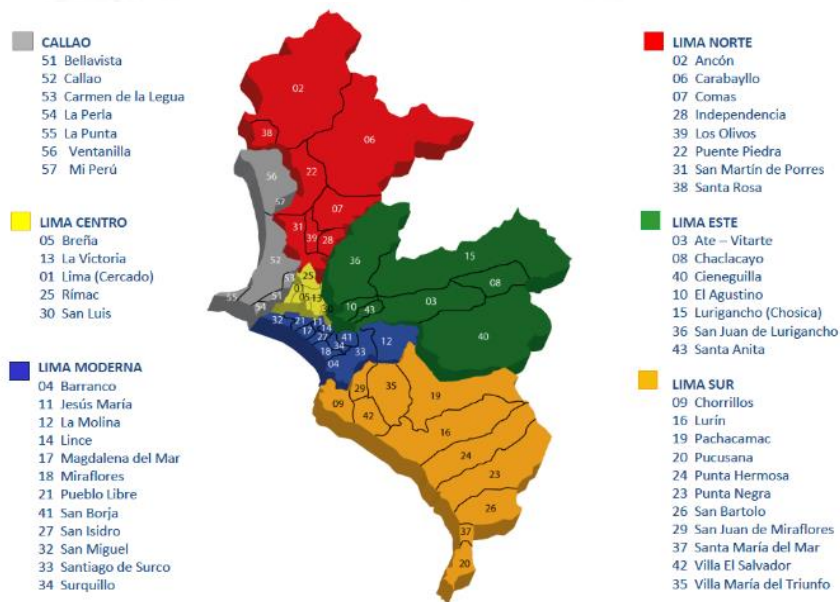 CALLAO
51 Bellavista
52 Callao
53 Carmen de la Legua
54 La Perla
55 La Punta
56 Ventanilla
57 Mi Perú
LIMA CENTRO
05 Breña
13 La Victoria
01 Lima (Cercado)
25 Rímac
30 San Luis
LIMA MODERNA
04 Barranco
11 Jesús María
12 La Molina
14 Lince
17 Magdalena del Mar
18 Miraflores
21 Pueblo Libre
41 San Borja
27 San Isidro
32 San Miguel
33 Santiago de Surco
34 Surquillo
02
38
06
22
56
57
07
31
39
28
52
36
15
53
25
01
05
13
30
08
03
10
43
55
54
51
40
32
21
11
17
14
27
41
34
33
12
18
04
09
29
35
19
42
16
24
23
26
37
20
LIMA NORTE
02 Ancón
06 Carabayllo
07 Comas
28 Independencia
39 Los Olivos
22 Puente Piedra
31 San Martín de Porres
38 Santa Rosa
LIMA ESTE
03 Ate – Vitarte
08 Chaclacayo
40 Cieneguilla
10 El Agustino
15 Lurigancho (Chosica)
36 San Juan de Lurigancho
43 Santa Anita
LIMA SUR
09 Chorrillos
16 Lurín
19 Pachacamac
20 Pucusana
24 Punta Hermosa
23 Punta Negra
26 San Bartolo
29 San Juan de Miraflores
37 Santa María del Mar
42 Villa El Salvador
35 Villa María del Triunfo